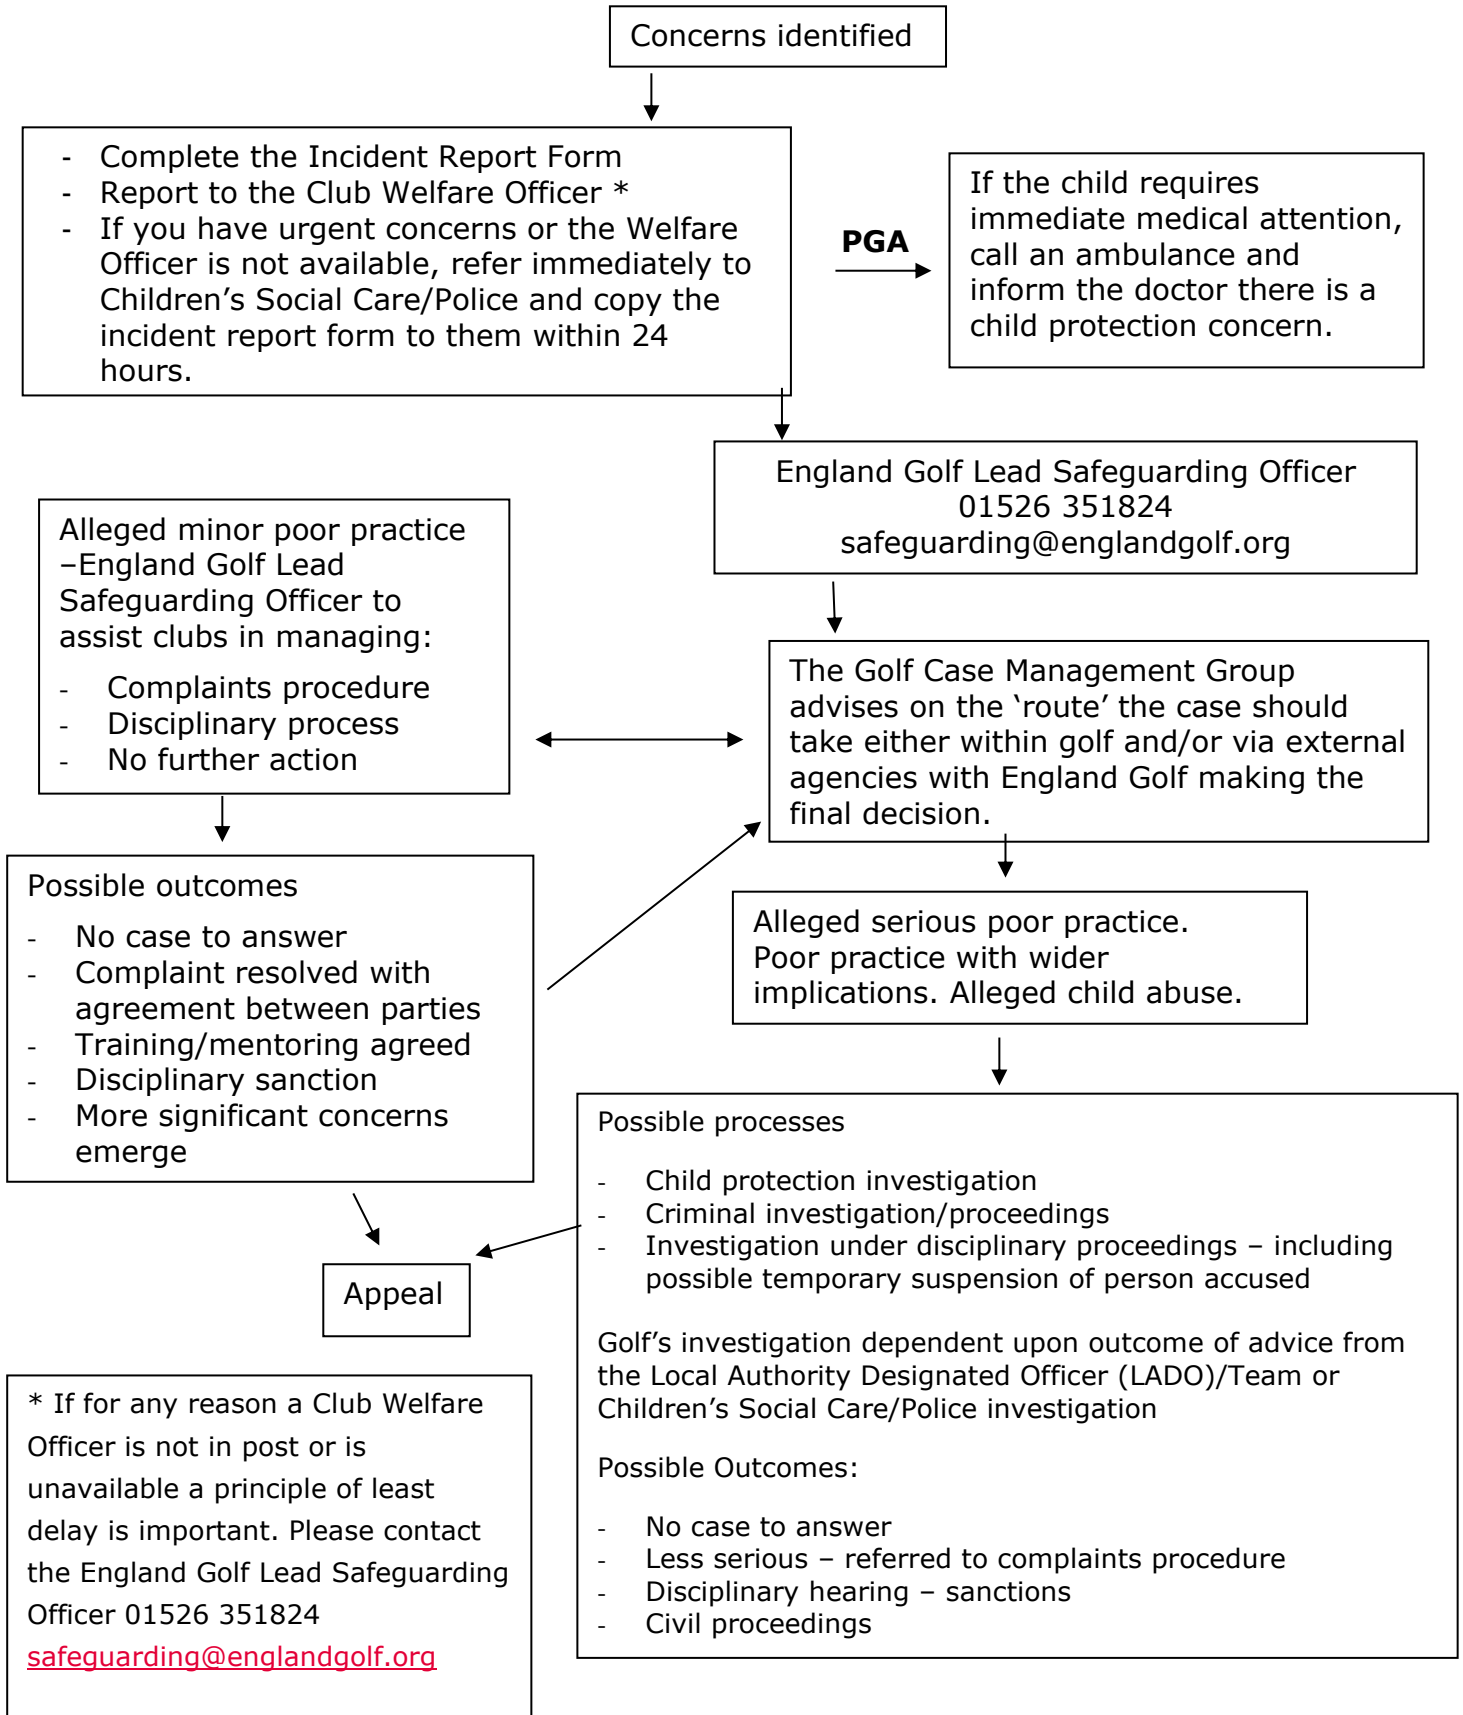 Concerns identified
- Complete the Incident Report Form
- Report to the Club Welfare Officer *
- If you have urgent concerns or the Welfare
Officer is not available, refer immediately to
Children’s Social Care/Police and copy the
incident report form to them within 24
hours.
PGA
If the child requires
immediate medical attention,
call an ambulance and
inform the doctor there is a
child protection concern.
England Golf Lead Safeguarding Officer
01526 351824
safeguarding@englandgolf.org
Alleged minor poor practice
–England Golf Lead
Safeguarding Officer to
assist clubs in managing:
- Complaints procedure
- Disciplinary process
- No further action
The Golf Case Management Group
advises on the ‘route’ the case should
take either within golf and/or via external
agencies with England Golf making the
final decision.
Possible outcomes
- No case to answer
- Complaint resolved with
agreement between parties
- Training/mentoring agreed
- Disciplinary sanction
- More significant concerns
emerge
Alleged serious poor practice.
Poor practice with wider
implications. Alleged child abuse.
Possible processes
- Child protection investigation
- Criminal investigation/proceedings
- Investigation under disciplinary proceedings – including
possible temporary suspension of person accused
Golf’s investigation dependent upon outcome of advice from
the Local Authority Designated Officer (LADO)/Team or
Children’s Social Care/Police investigation
Possible Outcomes:
- No case to answer
- Less serious – referred to complaints procedure
- Disciplinary hearing – sanctions
- Civil proceedings
Appeal
* If for any reason a Club Welfare
Officer is not in post or is
unavailable a principle of least
delay is important. Please contact
the England Golf Lead Safeguarding
Officer 01526 351824
safeguarding@englandgolf.org